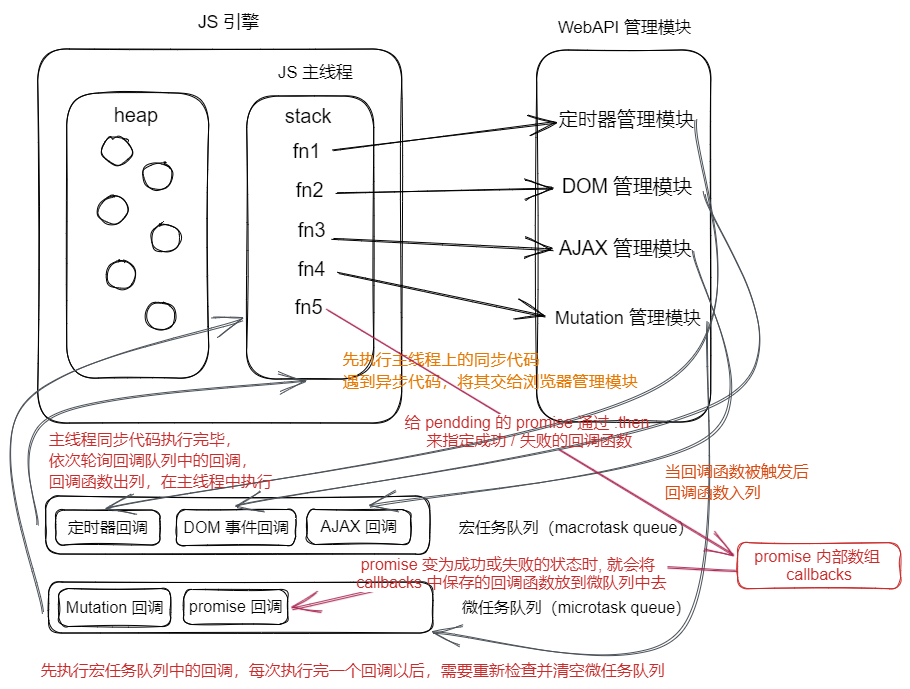 JS 引擎
WebAPI 管理模块
JS 主线程
heap
stack
fn1
fn2
fn3
fn4
fn5
定时器管理模块
DOM 管理模块
AJAX 管理模块
Mutation 管理模块
先执行主线程上的同步代码
遇到异步代码，将其交给浏览器管理模块
给 pendding 的 promise 通过 .then
来指定成功 / 失败的回调函数
主线程同步代码执行完毕，
依次轮询回调队列中的回调，
回调函数出列，在主线程中执行
当回调函数被触发后
回调函数入列
定时器回调
DOM 事件回调
AJAX 回调
宏任务队列（macrotask queue）
promise 内部数组
callbacks
promise 变为成功或失败的状态时, 就会将
callbacks 中保存的回调函数放到微队列中去
Mutation 回调
promise 回调
微任务队列（microtask queue）
先执行宏任务队列中的回调，每次执行完一个回调以后，需要重新检查并清空微任务队列